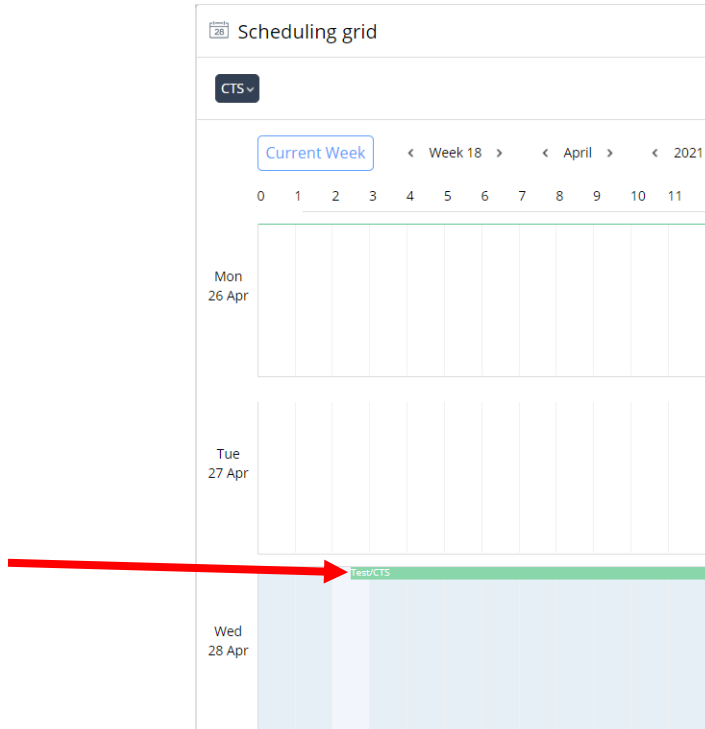 28 Scheduling grid
CTS
Current Week < Week 18 > < April > < 2021
0 1 2 3 4 5 6 7 8 9 10 11
Mon
26 Apr
Tue
27 Apr
Test/CTS
Wed
28 Apr